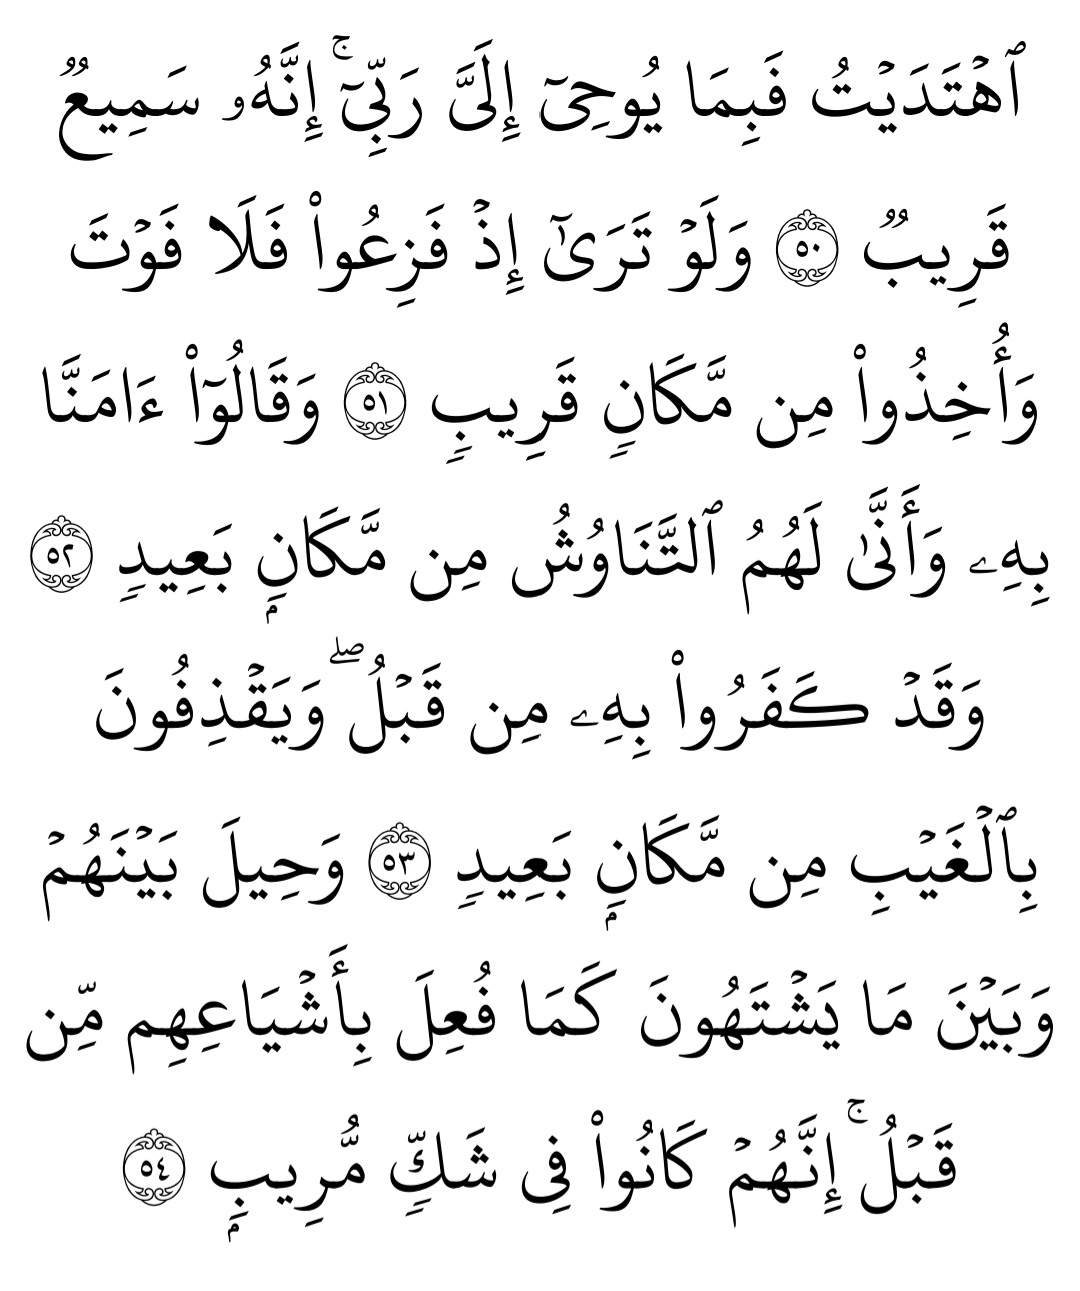 ٱهۡتَدَيۡتُ فَبِمَا يُوحِيٓ إِلَيَّ رَبِّيٓۚ إِنَّهُۥ سَمِيعٞ
قَرِيبٞ ٥٠ وَلَوۡ تَرَىٰٓ إِذۡ فَزِعُواْ فَلَا فَوۡتَ
وَأُخِذُواْ مِن مَّكَانٖ قَرِيبٖ ٥١ وَقَالُوٓاْ ءَامَنَّا
بِهِۦ وَأَنَّىٰ لَهُمُ ٱلتَّنَاوُشُ مِن مَّكَانِۭ بَعِيدٖ ٥٢
وَقَدۡ كَفَرُواْ بِهِۦ مِن قَبۡلُۖ وَيَقۡذِفُونَ
بِٱلۡغَيۡبِ مِن مَّكَانِۭ بَعِيدٖ ٥٣ وَحِيلَ بَيۡنَهُمۡ
وَبَيۡنَ مَا يَشۡتَهُونَ كَمَا فُعِلَ بِأَشۡيَاعِهِم مِّن
قَبۡلُۚ إِنَّهُمۡ كَانُواْ فِي شَكّٖ مُّرِيبِۭ ٥٤